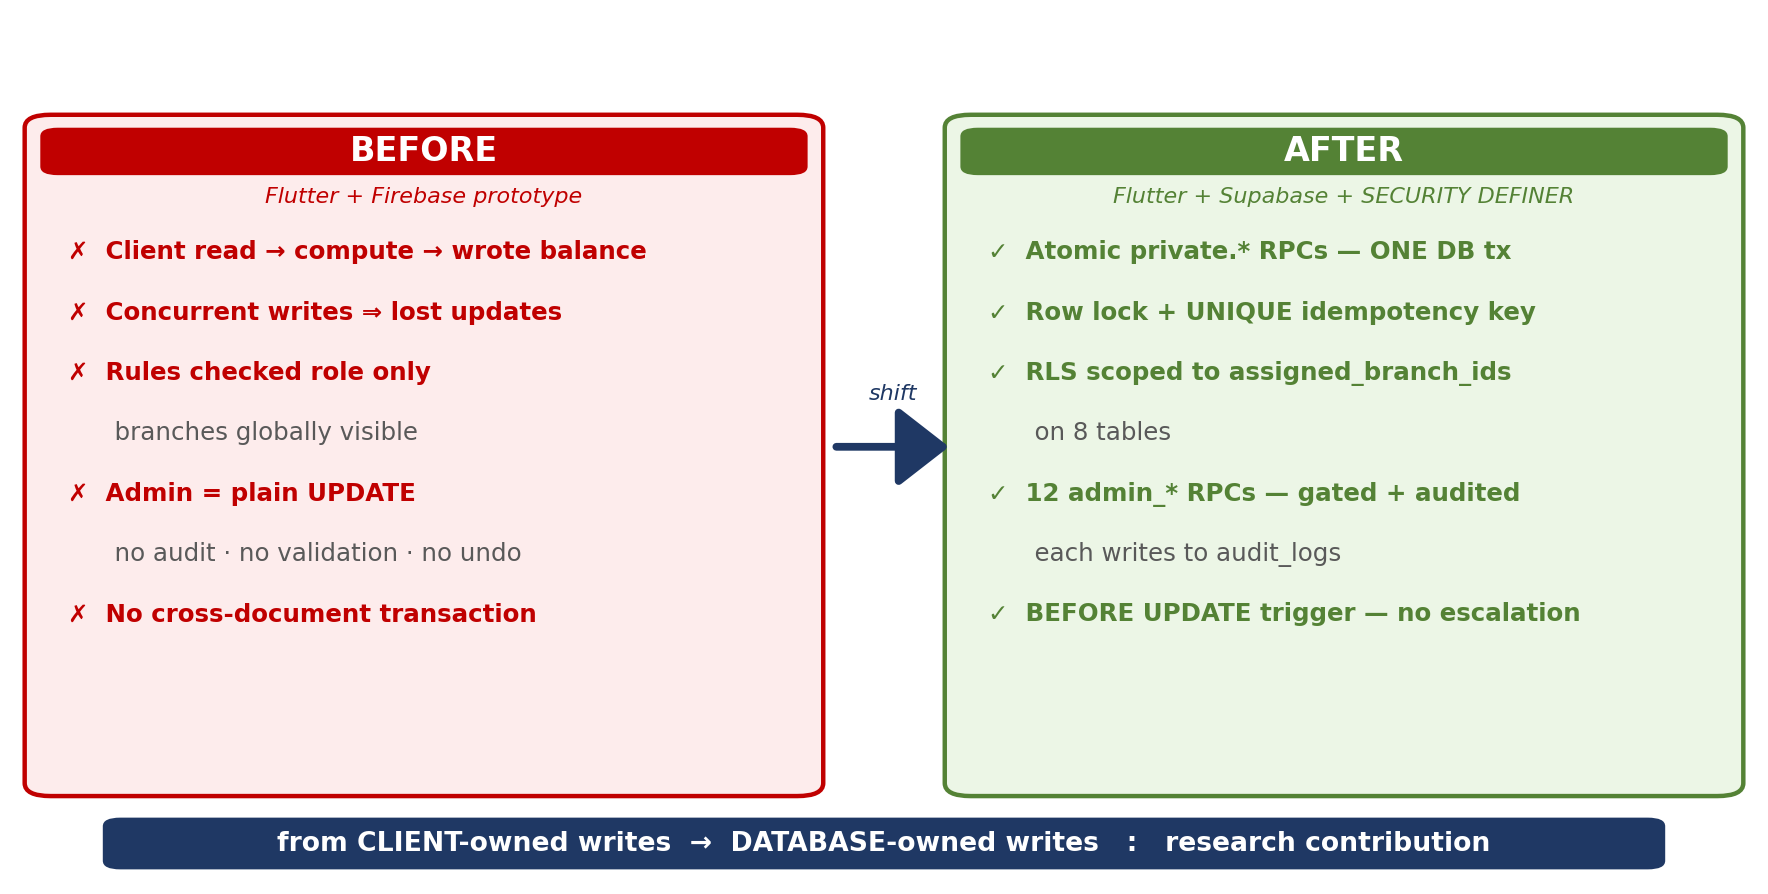 BEFORE
Flutter + Firebase prototype
✗ Client read → compute → wrote balance
✗ Concurrent writes ⇒ lost updates
✗ Rules checked role only
branches globally visible
✗ Admin = plain UPDATE
no audit · no validation · no undo
✗ No cross-document transaction
shift
AFTER
Flutter + Supabase + SECURITY DEFINER
✓ Atomic private.* RPCs — ONE DB tx
✓ Row lock + UNIQUE idempotency key
✓ RLS scoped to assigned_branch_ids
on 8 tables
✓ 12 admin_* RPCs — gated + audited
each writes to audit_logs
✓ BEFORE UPDATE trigger — no escalation
from CLIENT-owned writes → DATABASE-owned writes : research contribution